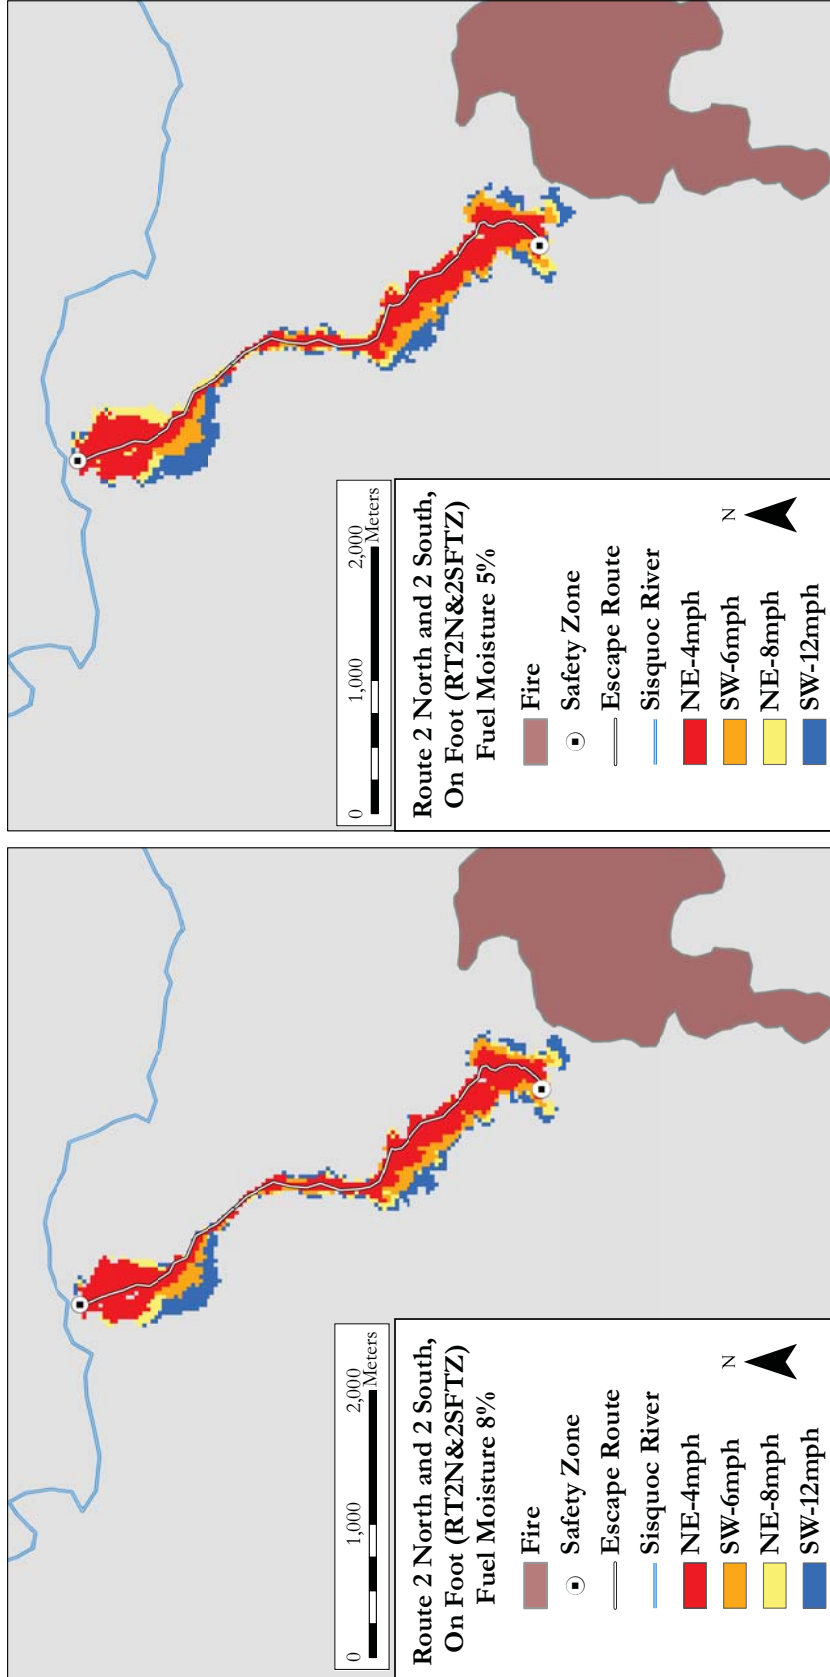 0
1,000
2,000
Meters
Route 2 North and 2 South,
On Foot (RT2N&2SFTZ)
Fuel Moisture 8%
Fire
Safety Zone
Escape Route
Sisquoc River
NE-4mph
SW-6mph
NE-8mph
SW-12mph
N
0
1,000
2,000
Meters
Route 2 North and 2 South,
On Foot (RT2N&2SFTZ)
Fuel Moisture 5%
Fire
Safety Zone
Escape Route
Sisquoc River
NE-4mph
SW-6mph
NE-8mph
SW-12mph
N